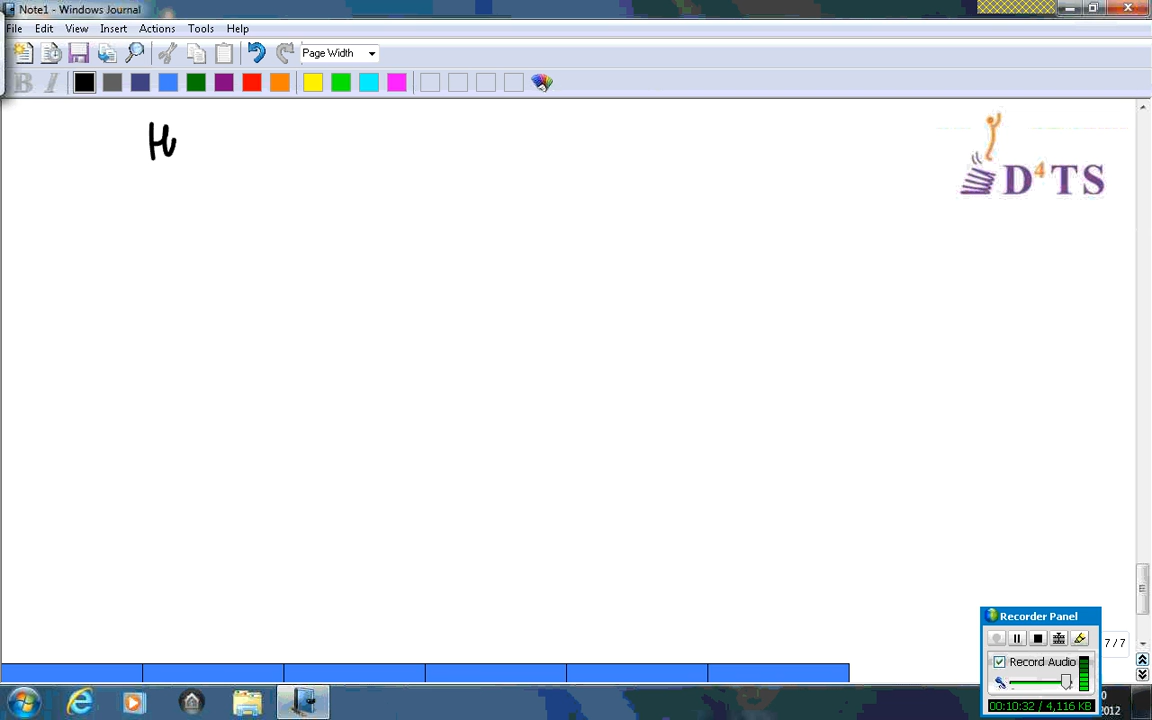 Note1 - Windows Journal
File Edit View Insert Actions Tools Help
Page Width
B I
D4TS
Recorder Panel
7 / 7
Record Audio
00:10:32 / 4,116 KB
2012